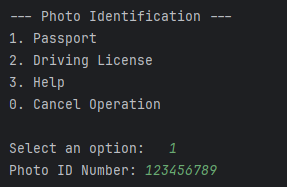 --- Photo Identification ---
1. Passport
2. Driving License
3. Help
0. Cancel Operation
Select an option: 1
Photo ID Number: 123456789